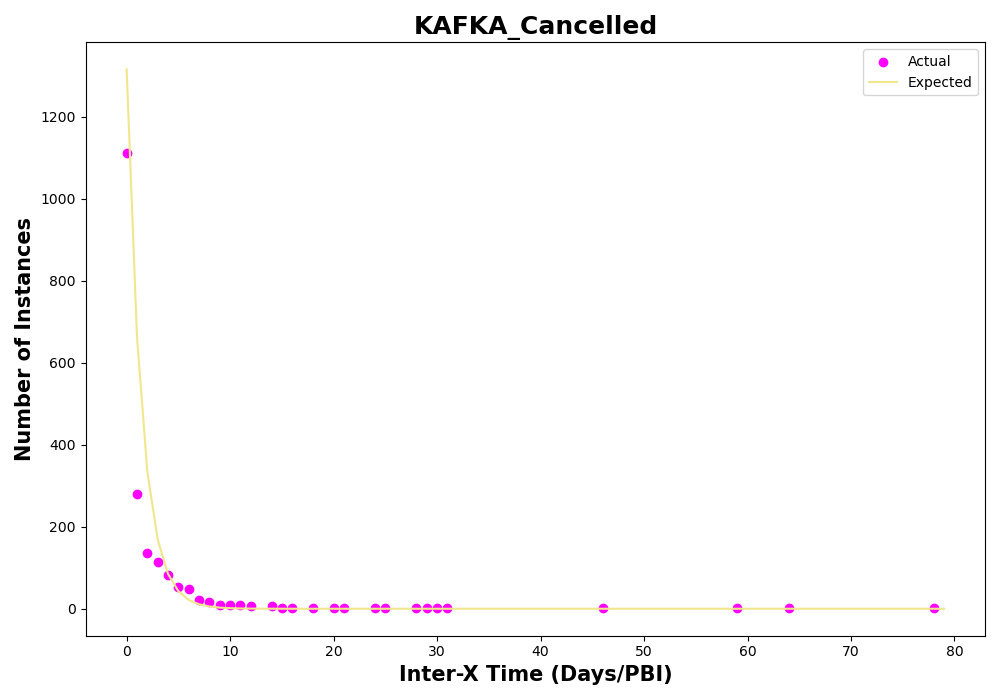 KAFKA_Cancelled
Actual
Expected
Number of Instances
1200
1000
800
600
400
200
0
0 10 20 30 40 50 60 70 80
Inter-X Time (Days/PBI)